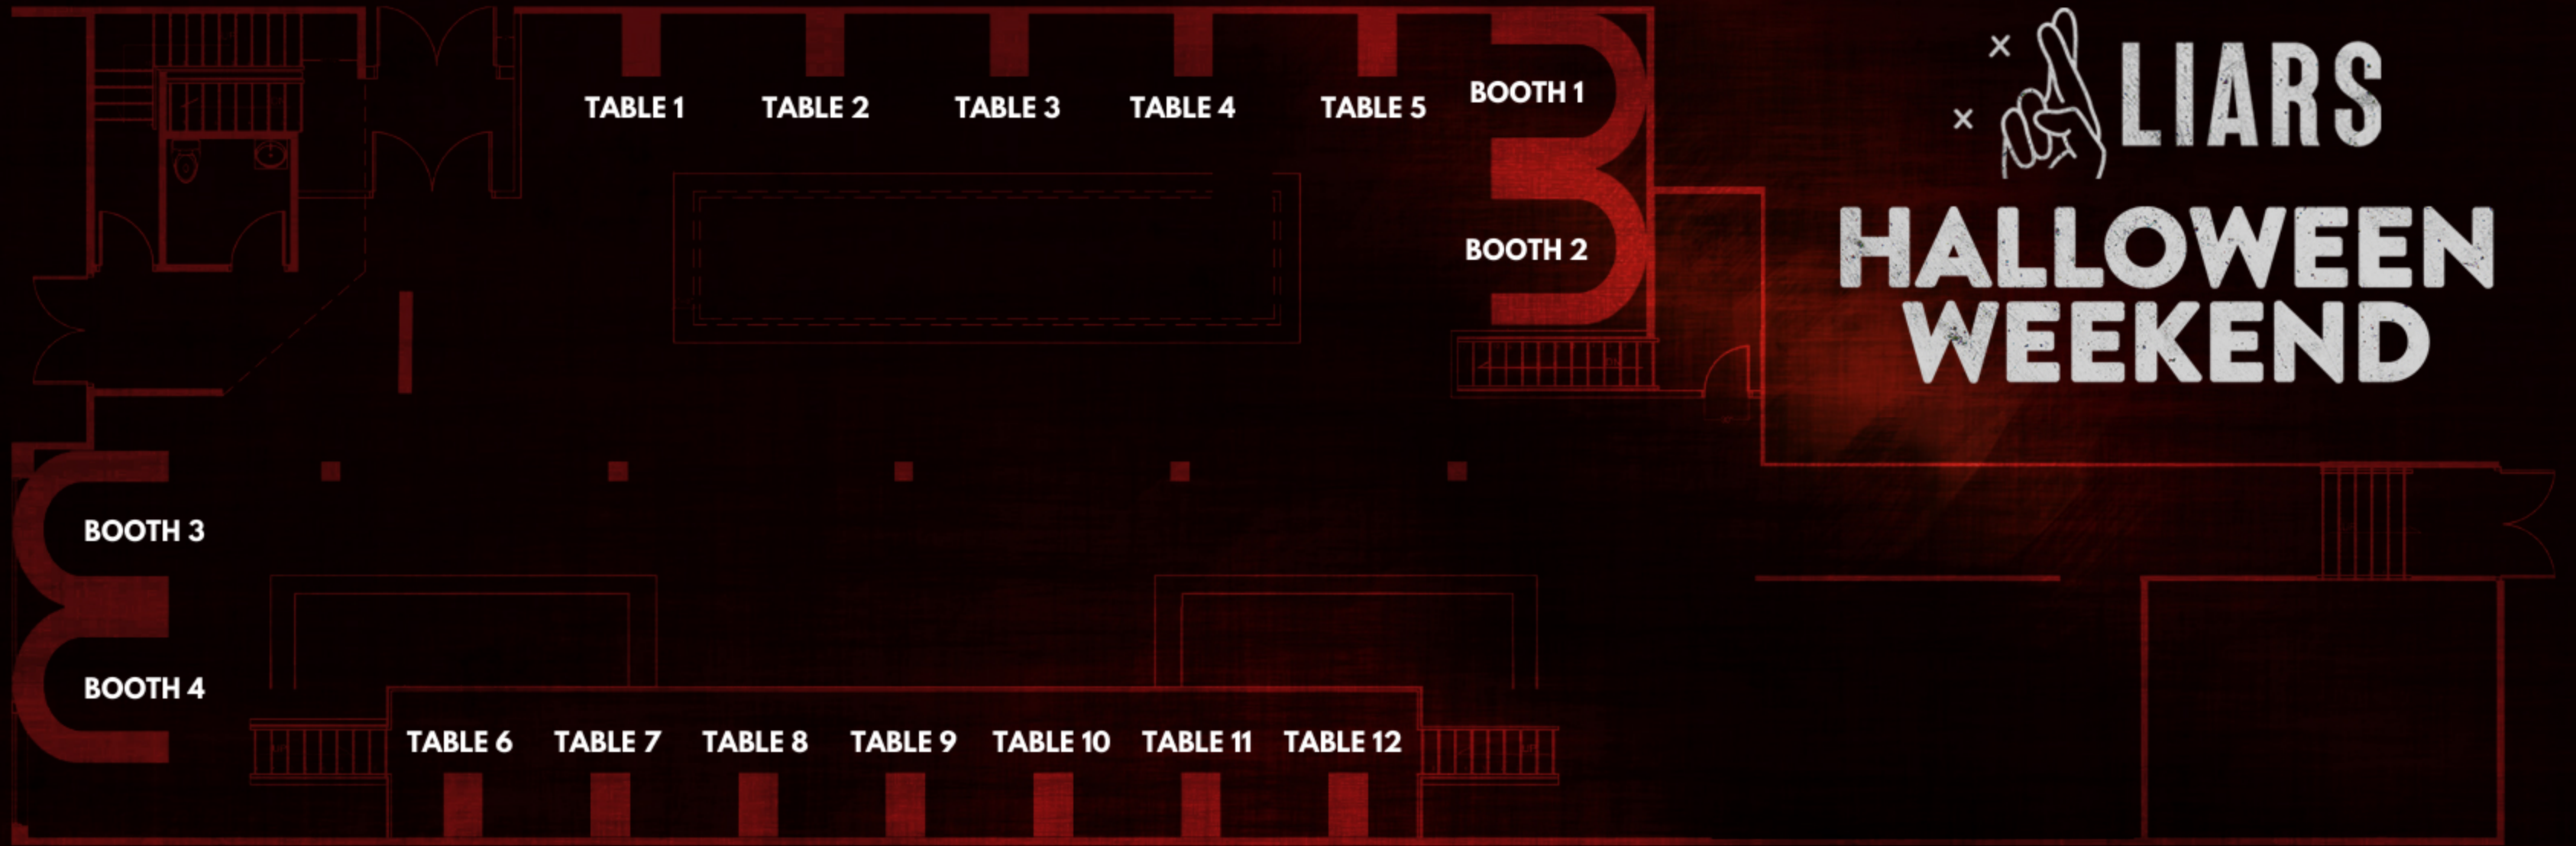 TABLE 1
TABLE 2
TABLE 3
TABLE 4
TABLE 5
BOOTH 1
BOOTH 2
LIARS
HALLOWEEN
WEEKEND
BOOTH 3
BOOTH 4
TABLE 6
TABLE 7
TABLE 8
TABLE 9
TABLE 10
TABLE 11
TABLE 12